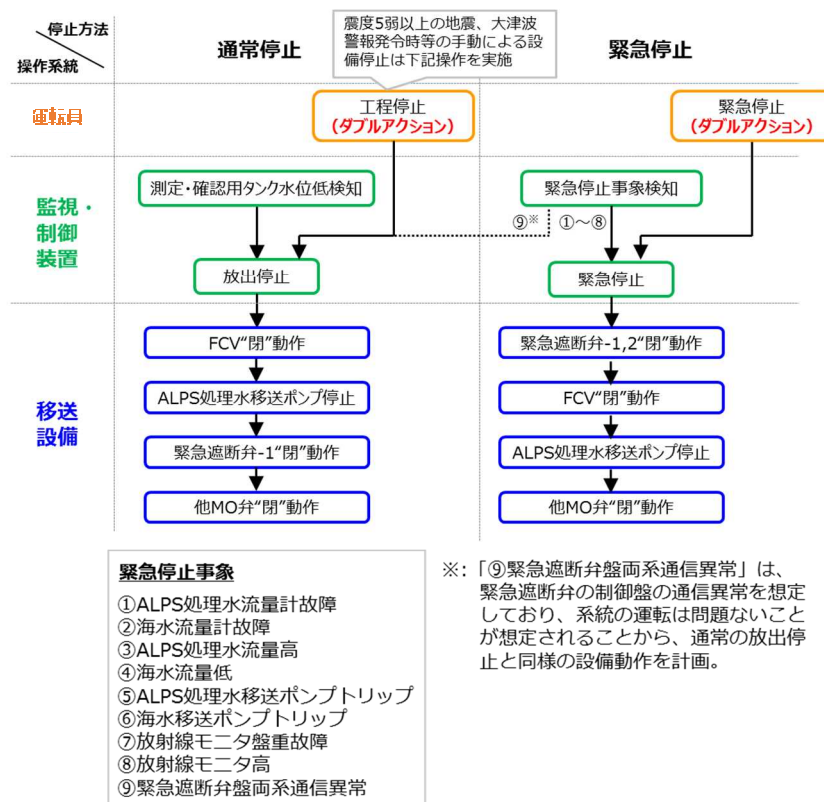 停止方法
操作系統
通常停止
震度5弱以上の地震、大津波
警報発令時等の手動による設
備停止は下記操作を実施
緊急停止
運転員
工程停止
（ダブルアクション）
緊急停止
（ダブルアクション）
監視・
制御
装置
測定・確認用タンク水位低検知
緊急停止事象検知
⑨※
①～⑧
放出停止
緊急停止
移送
設備
FCV“閉”動作
ALPS処理水移送ポンプ停止
緊急遮断弁-1“閉”動作
他MO弁“閉”動作
緊急遮断弁-1,2“閉”動作
FCV“閉”動作
ALPS処理水移送ポンプ停止
他MO弁“閉”動作
緊急停止事象
①ALPS処理水流量計故障
②海水流量計故障
③ALPS処理水流量高
④海水流量低
⑤ALPS処理水移送ポンプトリップ
⑥海水移送ポンプトリップ
⑦放射線モニタ盤重故障
⑧放射線モニタ高
⑨緊急遮断弁盤両系通信異常
※：「⑨緊急遮断弁盤両系通信異常」は、
緊急遮断弁の制御盤の通信異常を想定
しており、系統の運転は問題ないこと
が想定されることから、通常の放出停
止と同様の設備動作を計画。